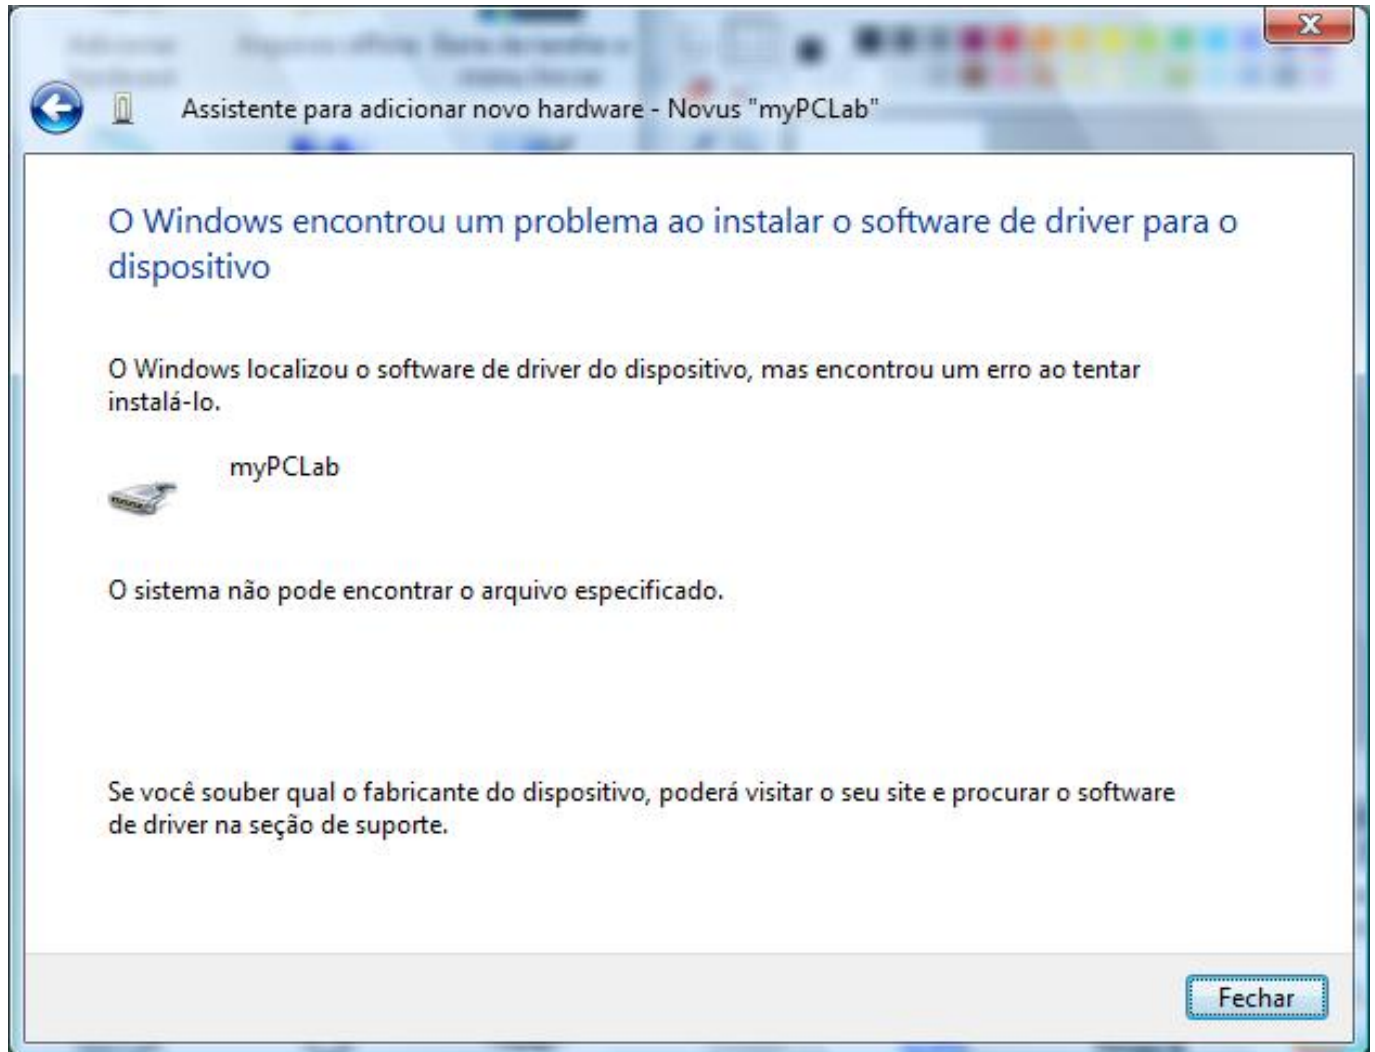 Assistente para adicionar novo hardware - Novus "myPCLab"
O Windows encontrou um problema ao instalar o software de driver para o
dispositivo
O Windows localizou o software de driver do dispositivo, mas encontrou um erro ao tentar
instalá-lo.
myPCLab
O sistema não pode encontrar o arquivo especificado.
Se você souber qual o fabricante do dispositivo, poderá visitar o seu site e procurar o software
de driver na seção de suporte.
Fechar